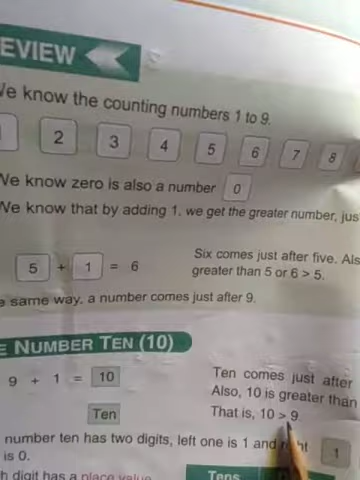 EVIEW
We know the counting numbers 1 to 9.
2 3 4 5 6 7 8
We know zero is also a number 0
We know that by adding 1, we get the greater number, jus
Six comes just after five. Als
5 + 1 = 6
greater than 5 or 6 > 5.
e same way, a number comes just after 9.
E NUMBER TEN (10)
9 + 1 = 10
Ten comes just after
Also, 10 is greater than
Ten
That is, 10 > 9
number ten has two digits, left one is 1 and right 1
is 0.
h digit has a place value
Tens